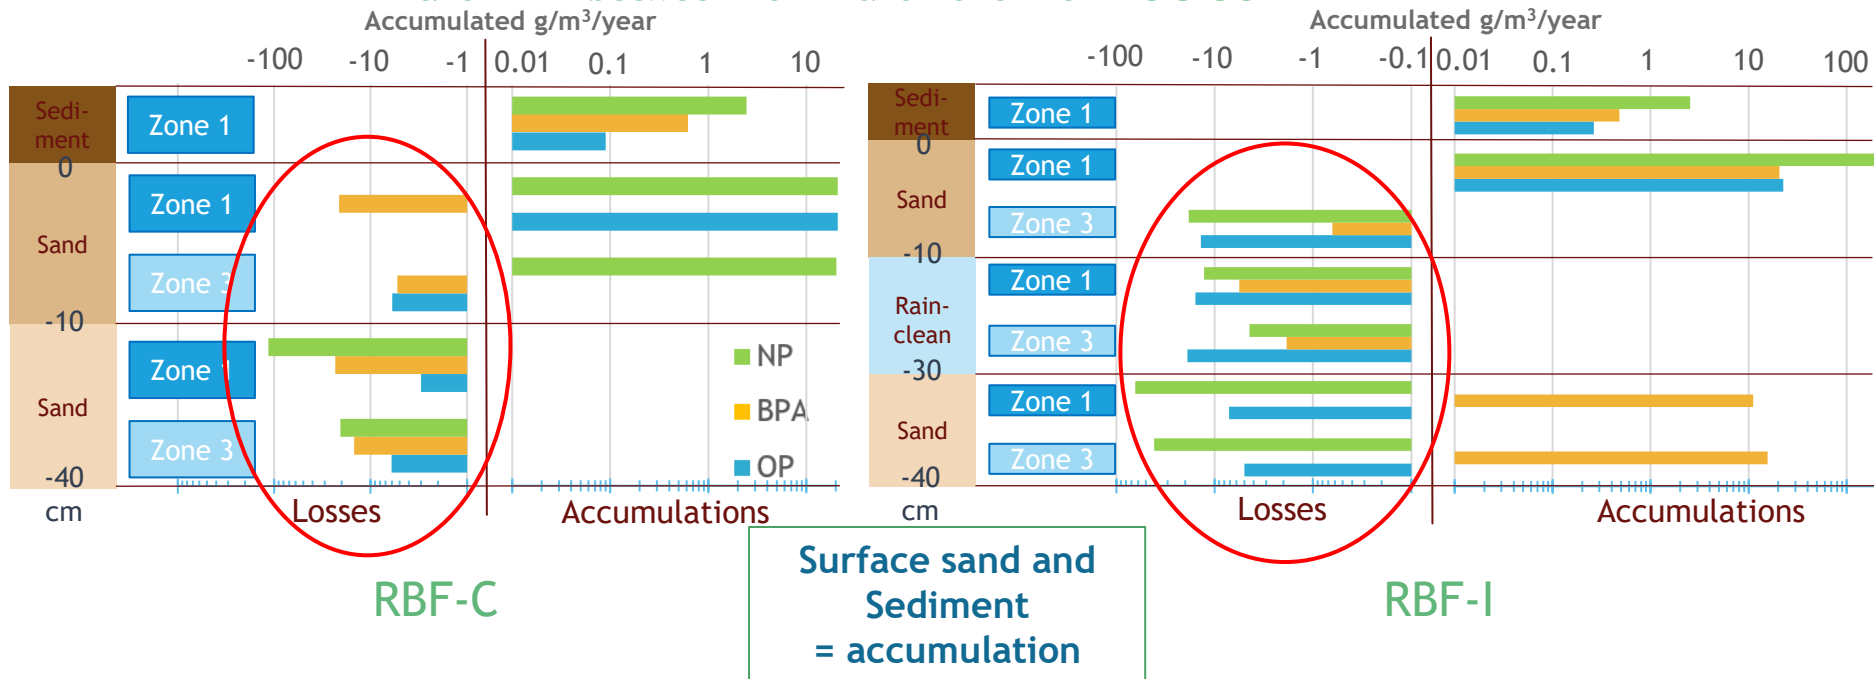 Accumulated g/m³/year
-100 -10 -1 0.01 0.1 1 10
Sedi-
ment
Zone 1
0
Zone 1
Sand
Zone 3
-10
Zone 1
Sand
Zone 3
-40
cm
Losses
Accumulations
NP
BPA
OP
RBF-C
Accumulated g/m³/year
-100 -10 -1 -0.1 0.01 0.1 1 10 100
Sedi-
ment
Zone 1
0
Zone 1
Sand
Zone 3
-10
Zone 1
Rain-
clean
Zone 3
-30
Zone 1
Sand
Zone 3
-40
cm
Losses
Accumulations
RBF-I
Surface sand and
Sediment
= accumulation